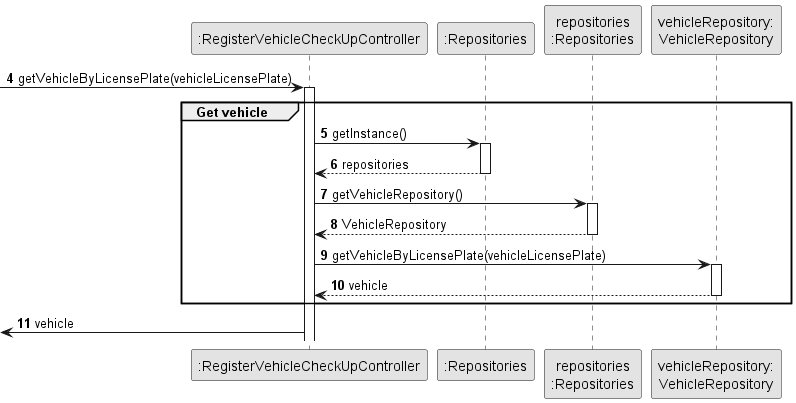 :RegisterVehicleCheckUpController
:Repositories
repositories
:Repositories
vehicleRepository:
VehicleRepository
4 getVehicleByLicensePlate(vehicleLicensePlate)
Get vehicle
5 getInstance()
6 repositories
7 getVehicleRepository()
8 VehicleRepository
9 getVehicleByLicensePlate(vehicleLicensePlate)
10 vehicle
11 vehicle
:RegisterVehicleCheckUpController
:Repositories
repositories
:Repositories
vehicleRepository:
VehicleRepository